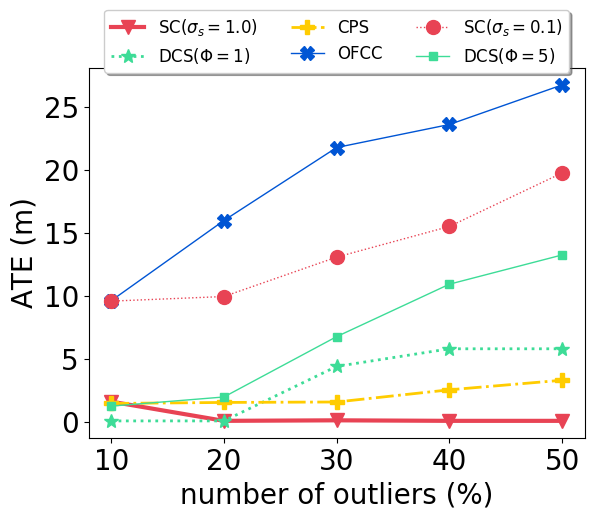 SC(σₛ = 1.0) CPS SC(σₛ = 0.1)
DCS(Φ = 1) OFCC DCS(Φ = 5)
25
20
15
10
5
0
ATE (m)
10 20 30 40 50
number of outliers (%)